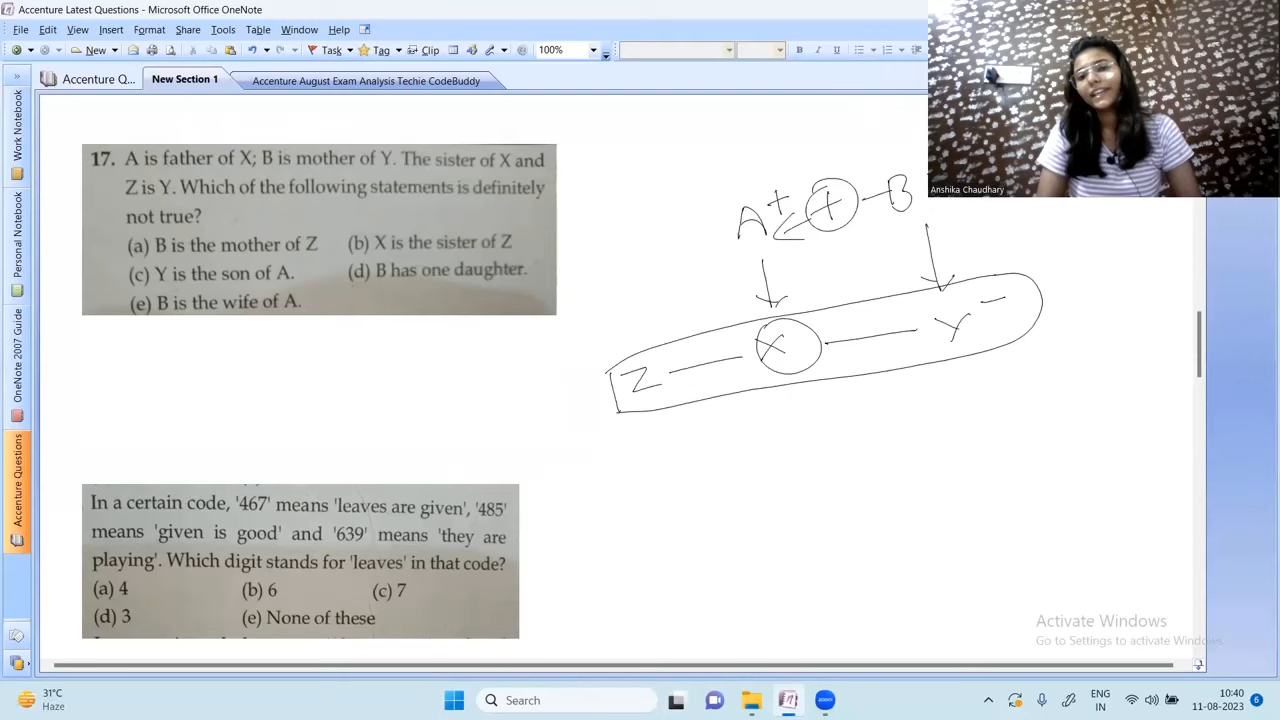 Accenture Latest Questions - Microsoft Office OneNote
File Edit View Insert Format Share Tools Table Window Help
New Task Tag Clip 100% B I U
Accenture Q... New Section 1 Accenture August Exam Analysis Techie CodeBuddy
Work Notebook
Personal Notebook
OneNote 2007 Guide
Accenture Questions
17. A is father of X; B is mother of Y. The sister of X and
Z is Y. Which of the following statements is definitely
not true?
(a) B is the mother of Z (b) X is the sister of Z
(c) Y is the son of A. (d) B has one daughter.
(e) B is the wife of A.
A + + - B
Z - X - Y -
In a certain code, '467' means 'leaves are given', '485'
means 'given is good' and '639' means 'they are
playing'. Which digit stands for 'leaves' in that code?
(a) 4 (b) 6 (c) 7
(d) 3 (e) None of these
Anshika Chaudhary
Activate Windows
Go to Settings to activate Windows.
31°C
Haze
Search
zoom
ENG
IN
10:40
11-08-2023
6